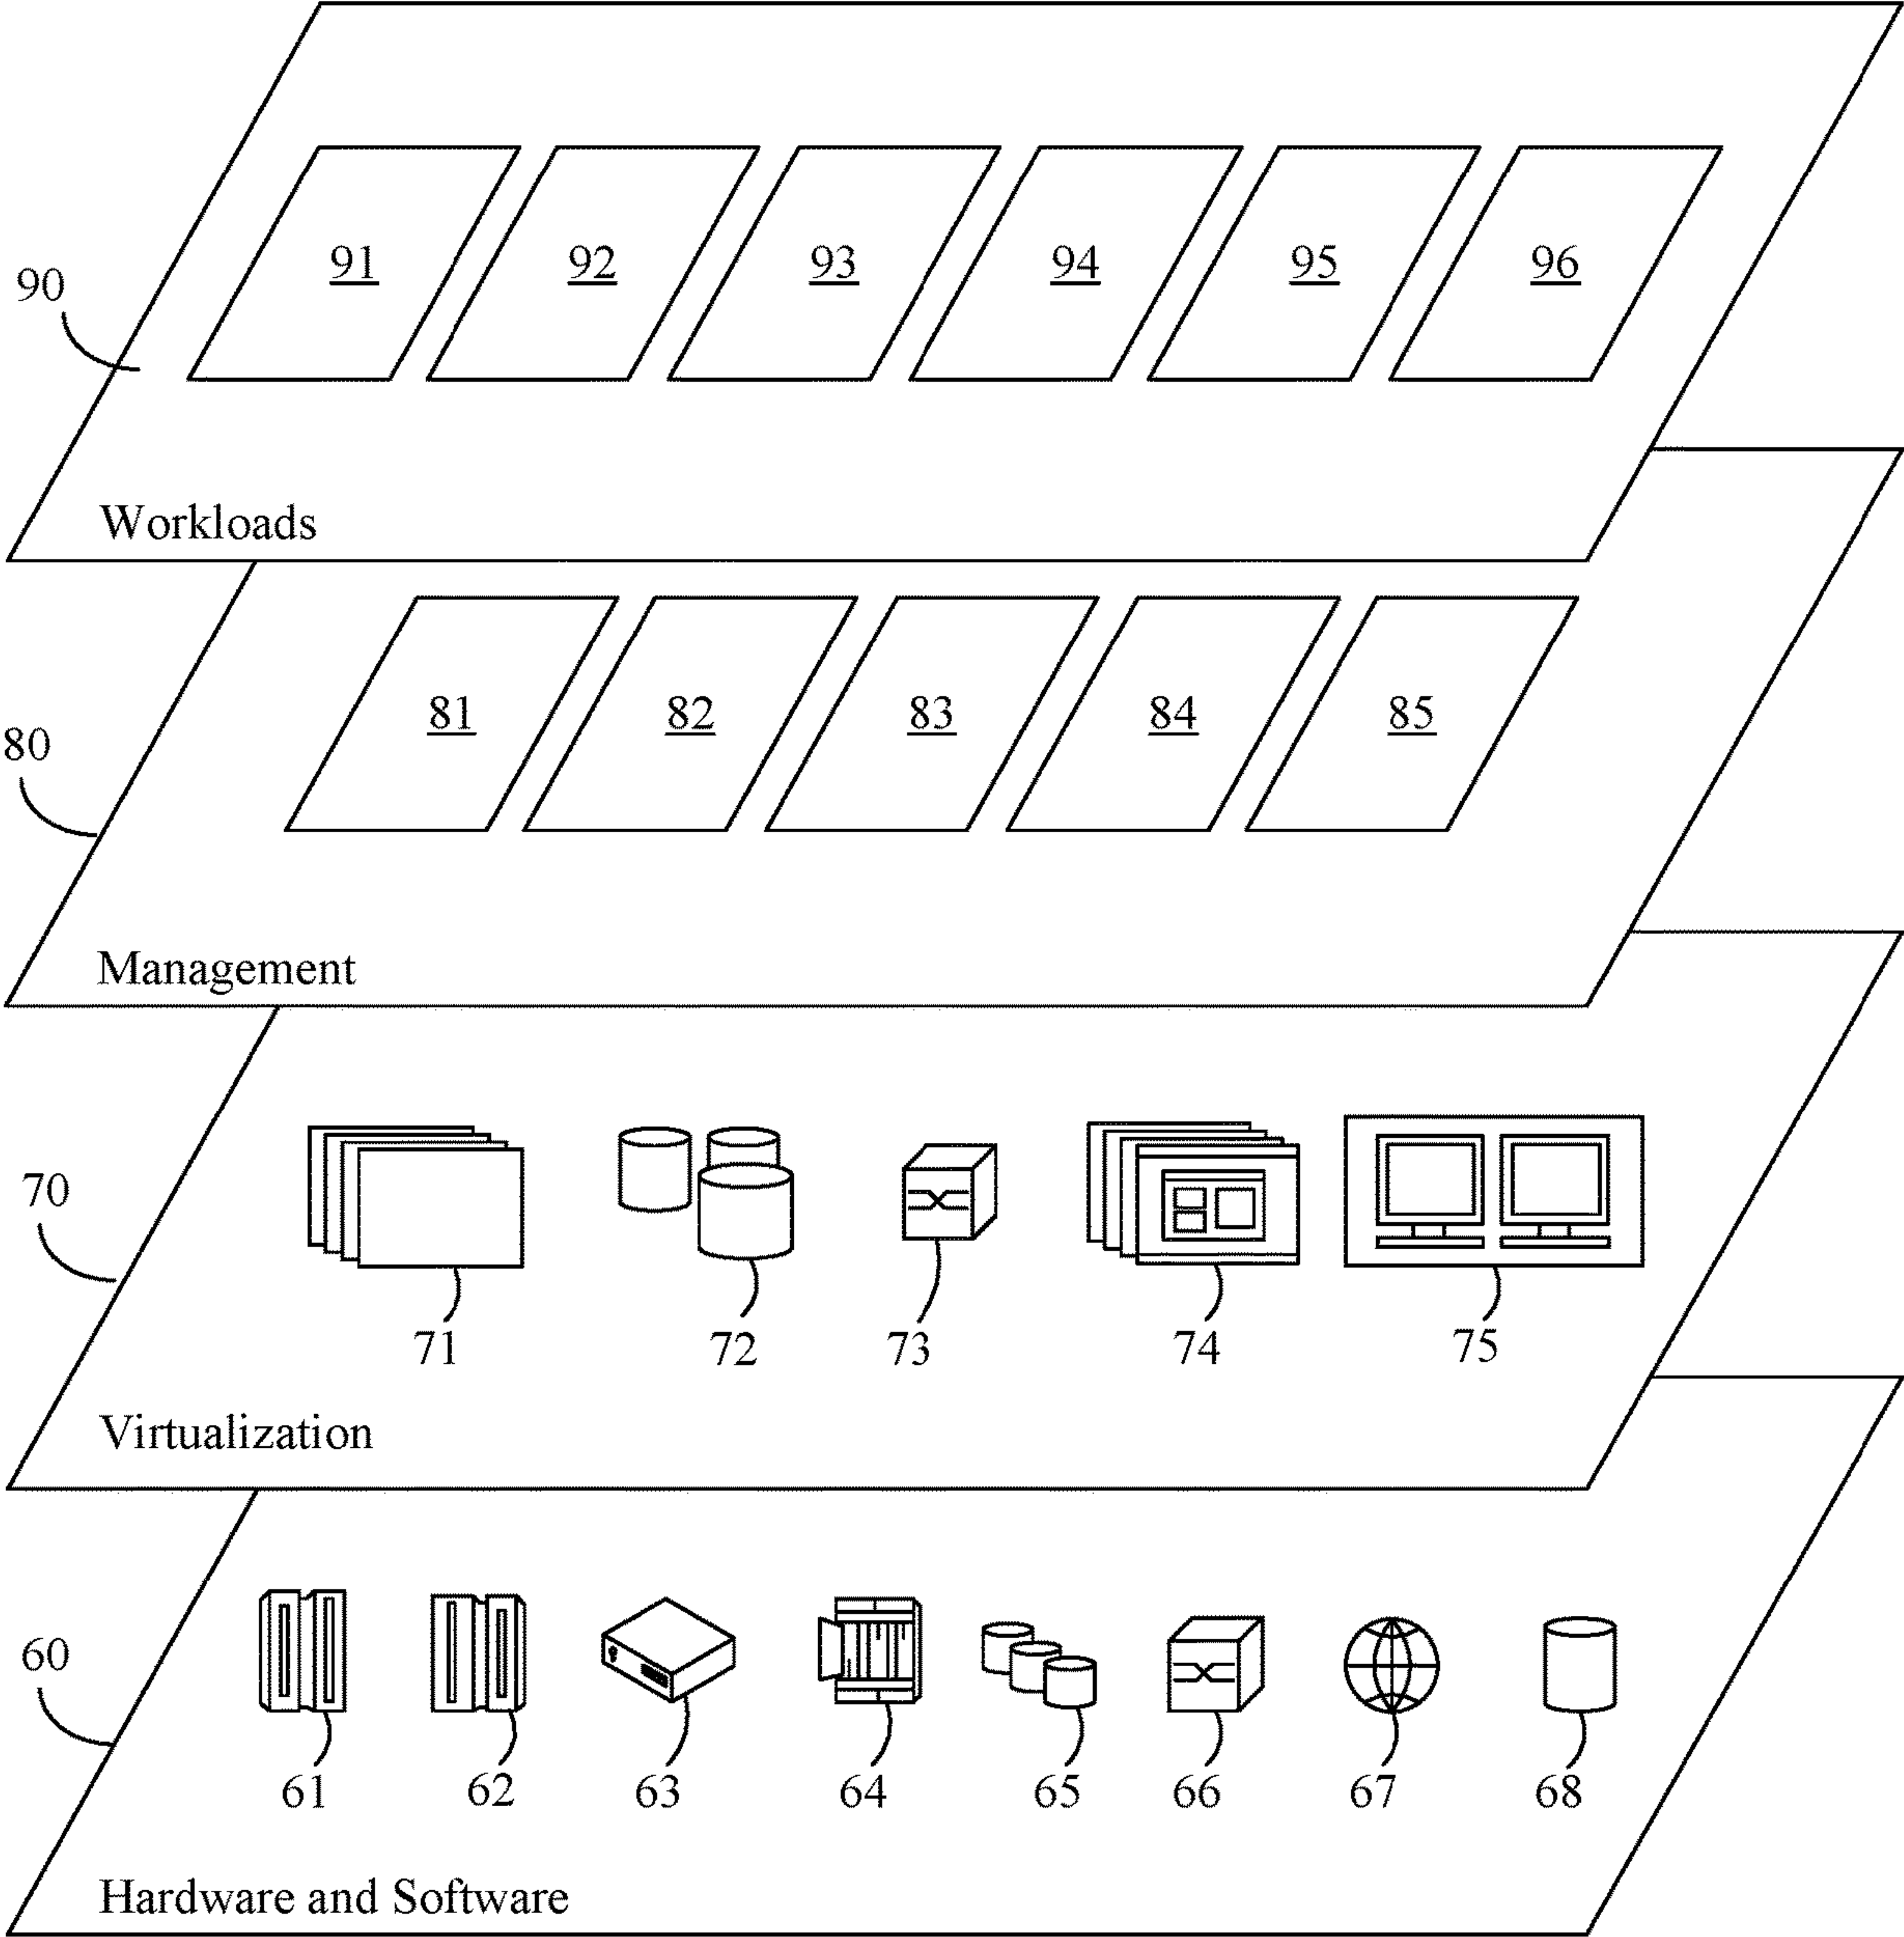 91 92 93 94 95 96
90
Workloads
81 82 83 84 85
80
Management
70
71 72 73 74 75
Virtualization
60
61 62 63 64 65 66 67 68
Hardware and Software